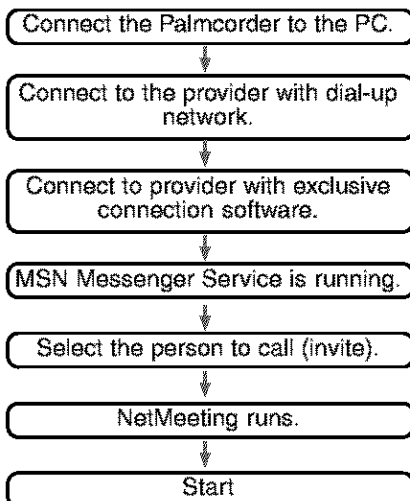 Connect the Palmcorder to the PC.
Connect to the provider with dial-up
network.
Connect to provider with exclusive
connection software.
MSN Messenger Service is running.
Select the person to call (invite).
NetMeeting runs.
Start